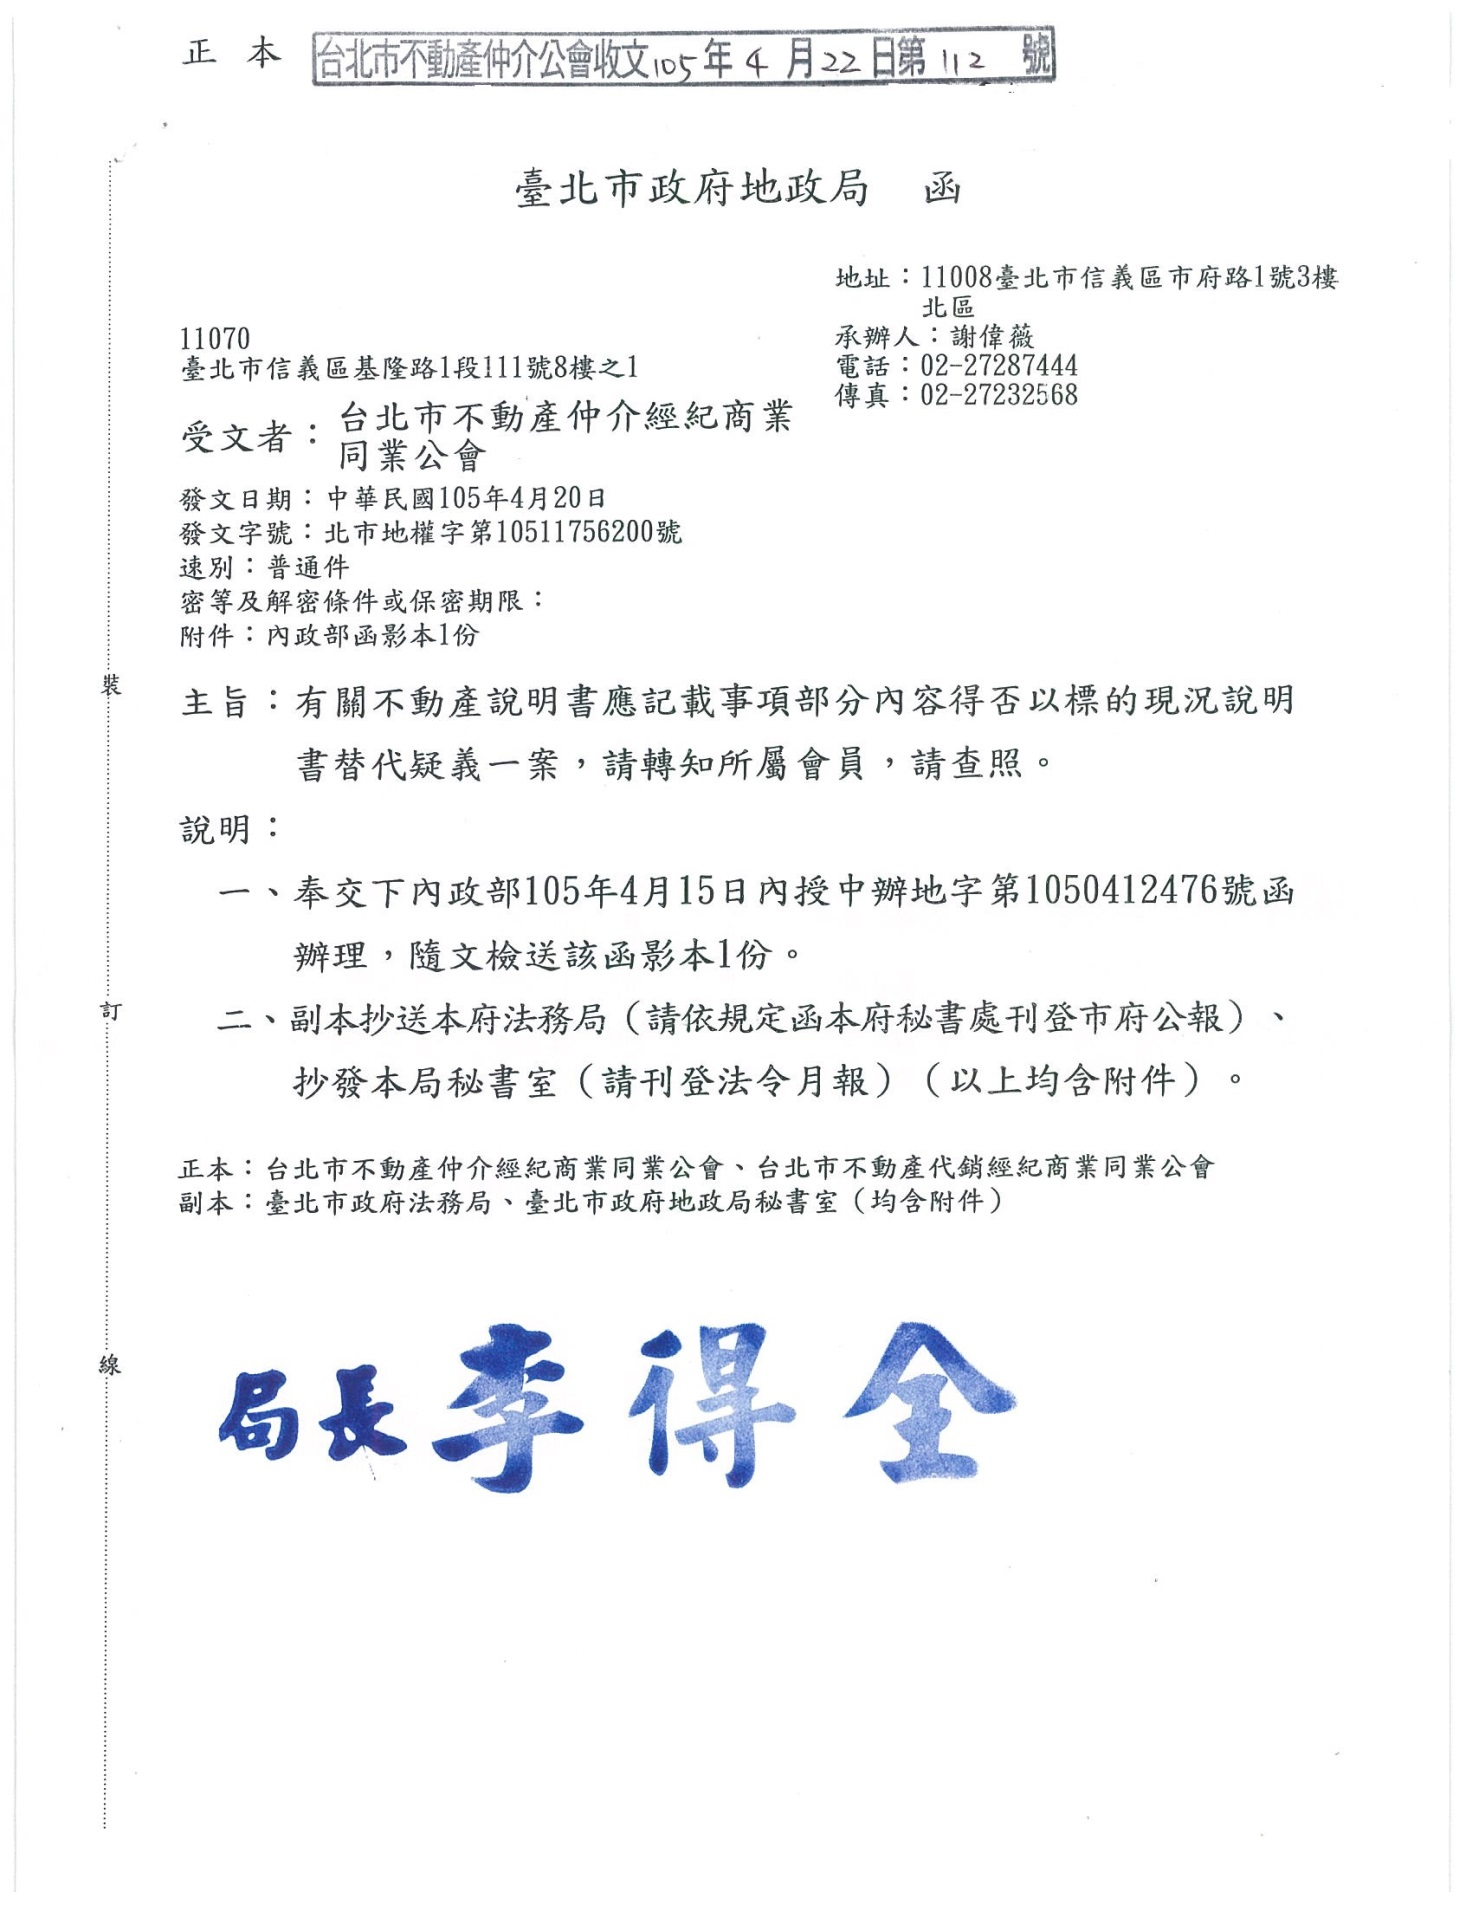 正本
台北市不動產仲介公會收文105年4月22日第112號
臺北市政府地政局 函
地址：11008臺北市信義區市府路1號3樓
北區
承辦人：謝偉薇
電話：02-27287444
傳真：02-27232568
11070
臺北市信義區基隆路1段111號8樓之1
受文者：台北市不動產仲介經紀商業
同業公會
發文日期：中華民國105年4月20日
發文字號：北市地權字第10511756200號
速別：普通件
密等及解密條件或保密期限：
附件：內政部函影本1份
主旨：有關不動產說明書應記載事項部分內容得否以標的現況說明
書替代疑義一案，請轉知所屬會員，請查照。
說明：
一、奉交下內政部105年4月15日內授中辦地字第1050412476號函
辦理，隨文檢送該函影本1份。
二、副本抄送本府法務局（請依規定函本府秘書處刊登市府公報）、
抄發本局秘書室（請刊登法令月報）（以上均含附件）。
正本：台北市不動產仲介經紀商業同業公會、台北市不動產代銷經紀商業同業公會
副本：臺北市政府法務局、臺北市政府地政局秘書室（均含附件）
局長李得全
裝
訂
線